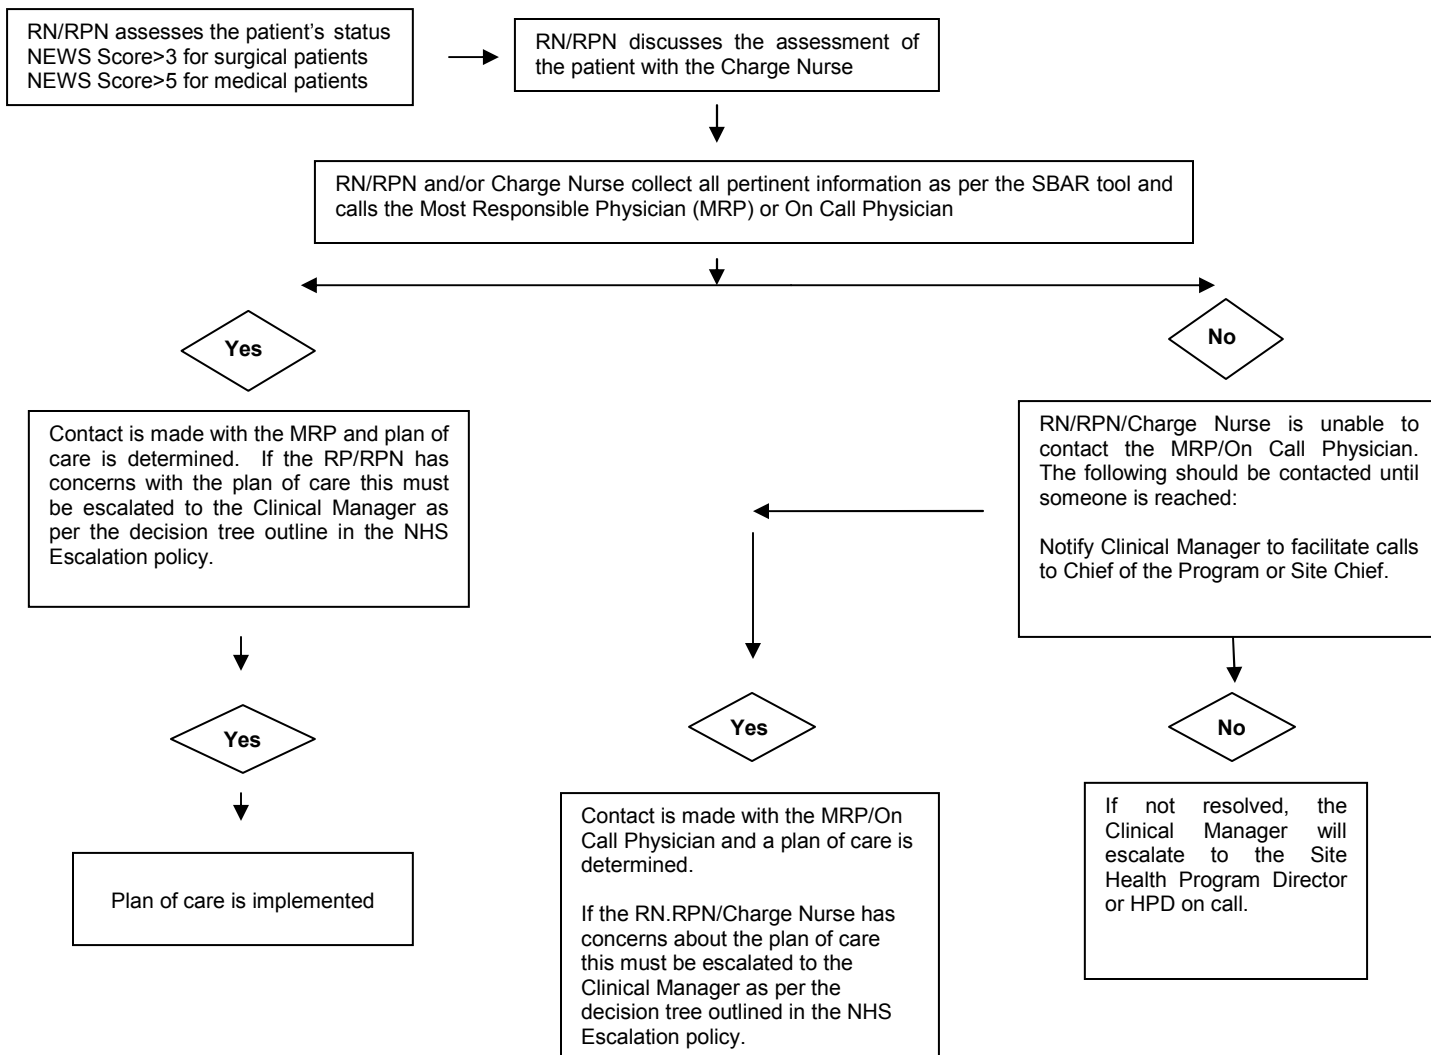 RN/RPN assesses the patient’s status
NEWS Score>3 for surgical patients
NEWS Score>5 for medical patients
RN/RPN discusses the assessment of
the patient with the Charge Nurse
RN/RPN and/or Charge Nurse collect all pertinent information as per the SBAR tool and
calls the Most Responsible Physician (MRP) or On Call Physician
Yes
No
Contact is made with the MRP and plan of
care is determined. If the RP/RPN has
concerns with the plan of care this must
be escalated to the Clinical Manager as
per the decision tree outline in the NHS
Escalation policy.
RN/RPN/Charge Nurse is unable to
contact the MRP/On Call Physician.
The following should be contacted until
someone is reached:
Notify Clinical Manager to facilitate calls
to Chief of the Program or Site Chief.
Yes
Yes
No
Plan of care is implemented
Contact is made with the MRP/On
Call Physician and a plan of care is
determined.
If the RN.RPN/Charge Nurse has
concerns about the plan of care
this must be escalated to the
Clinical Manager as per the
decision tree outlined in the NHS
Escalation policy.
If not resolved, the
Clinical Manager will
escalate to the Site
Health Program Director
or HPD on call.